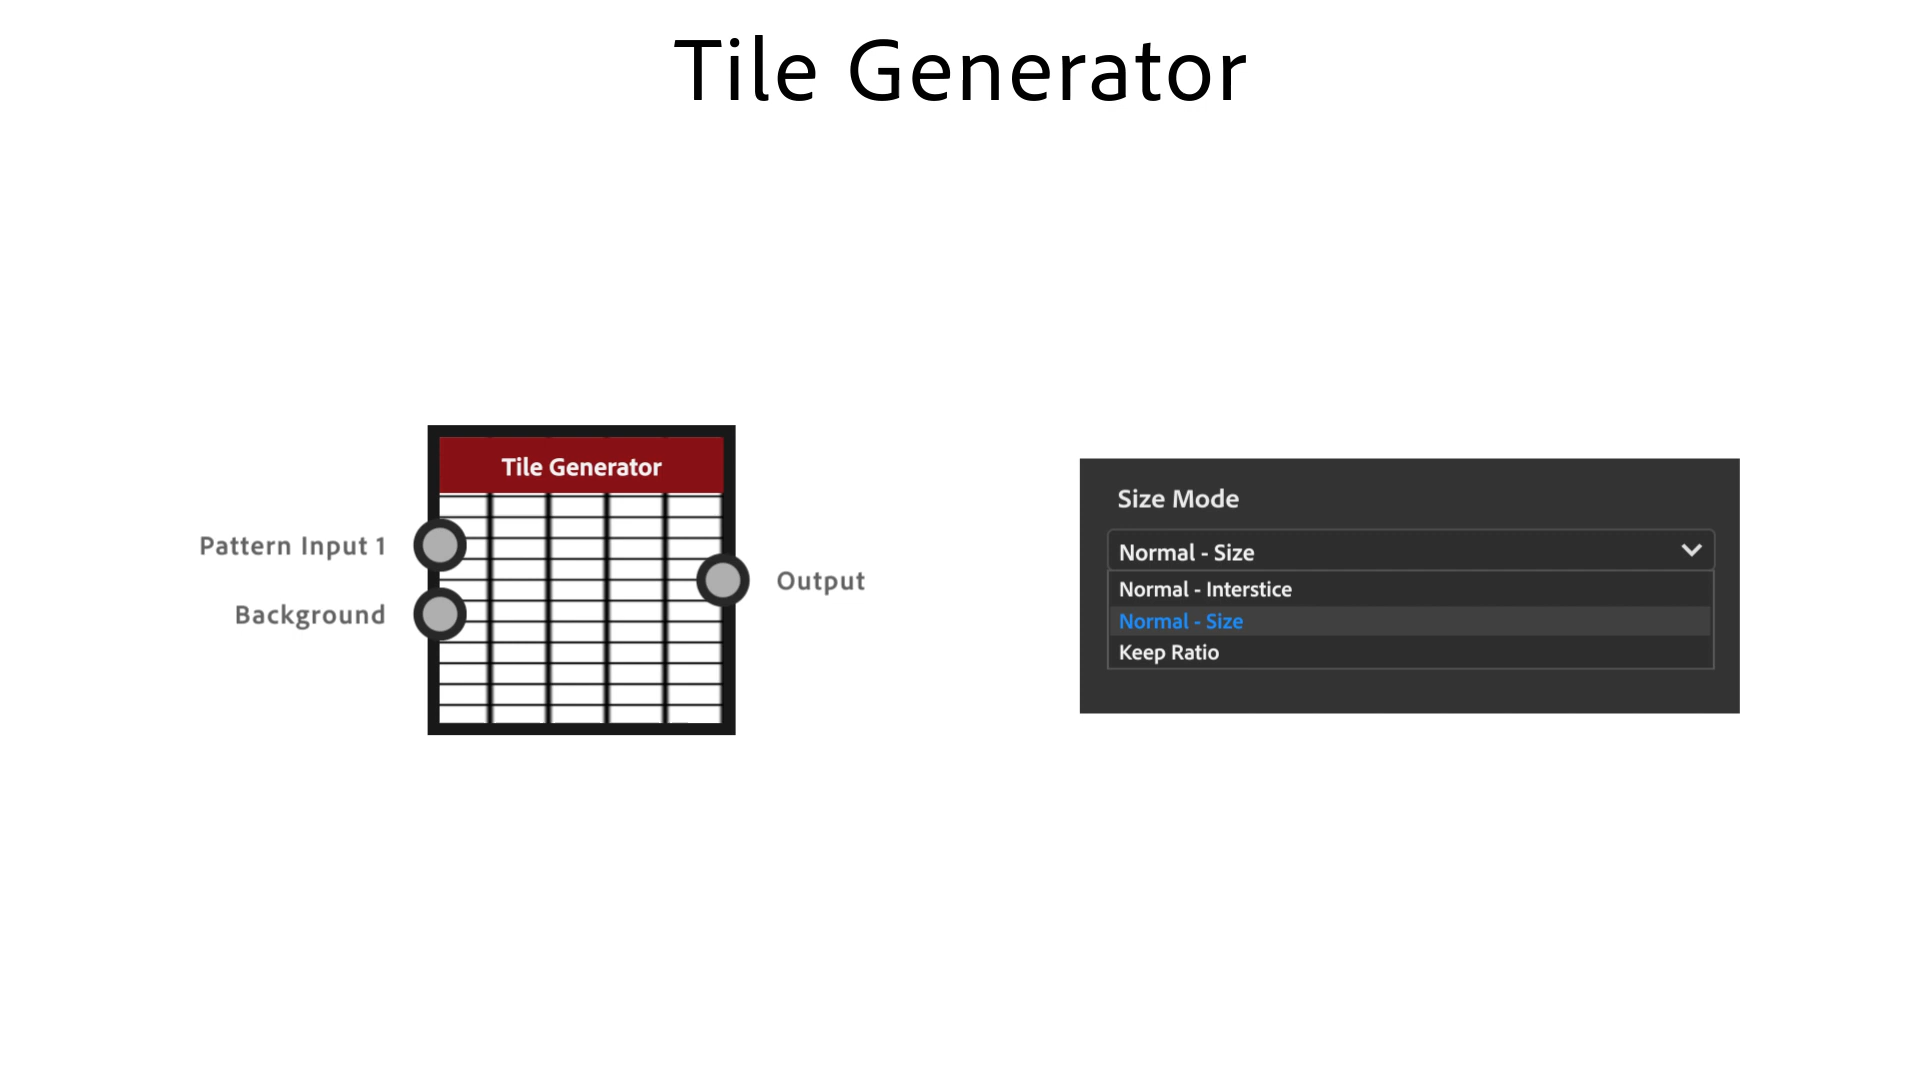 Tile Generator
Tile Generator
Pattern Input 1
Background
Output
Size Mode
Normal - Size
Normal - Interstice
Normal - Size
Keep Ratio